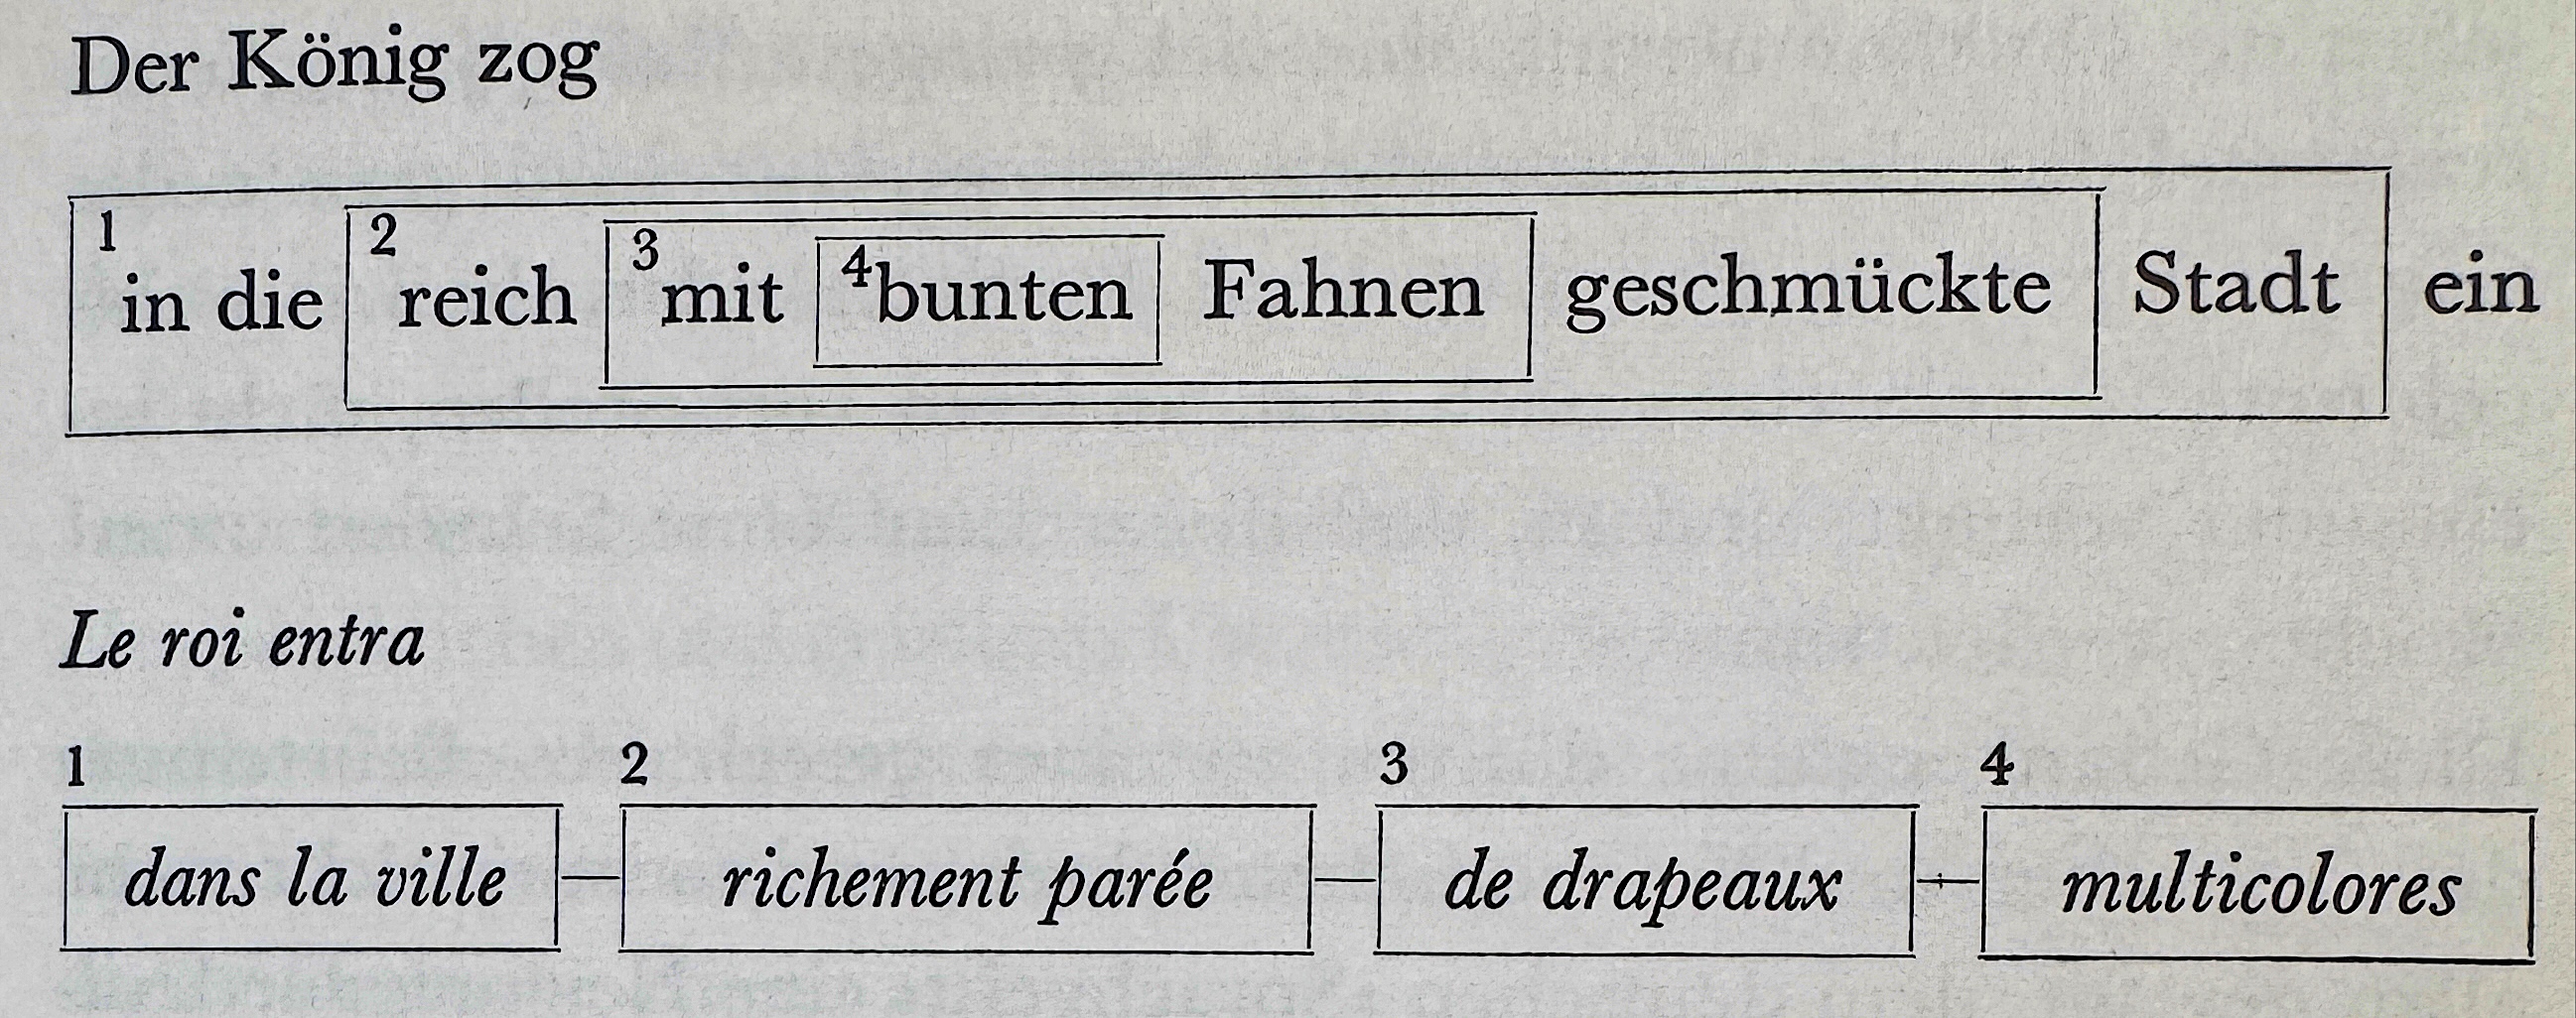 Der König zog
1 in die 2 reich 3 mit 4 bunten Fahnen geschmückte Stadt ein
Le roi entra
1 2 3 4
dans la ville richement parée de drapeaux multicolores